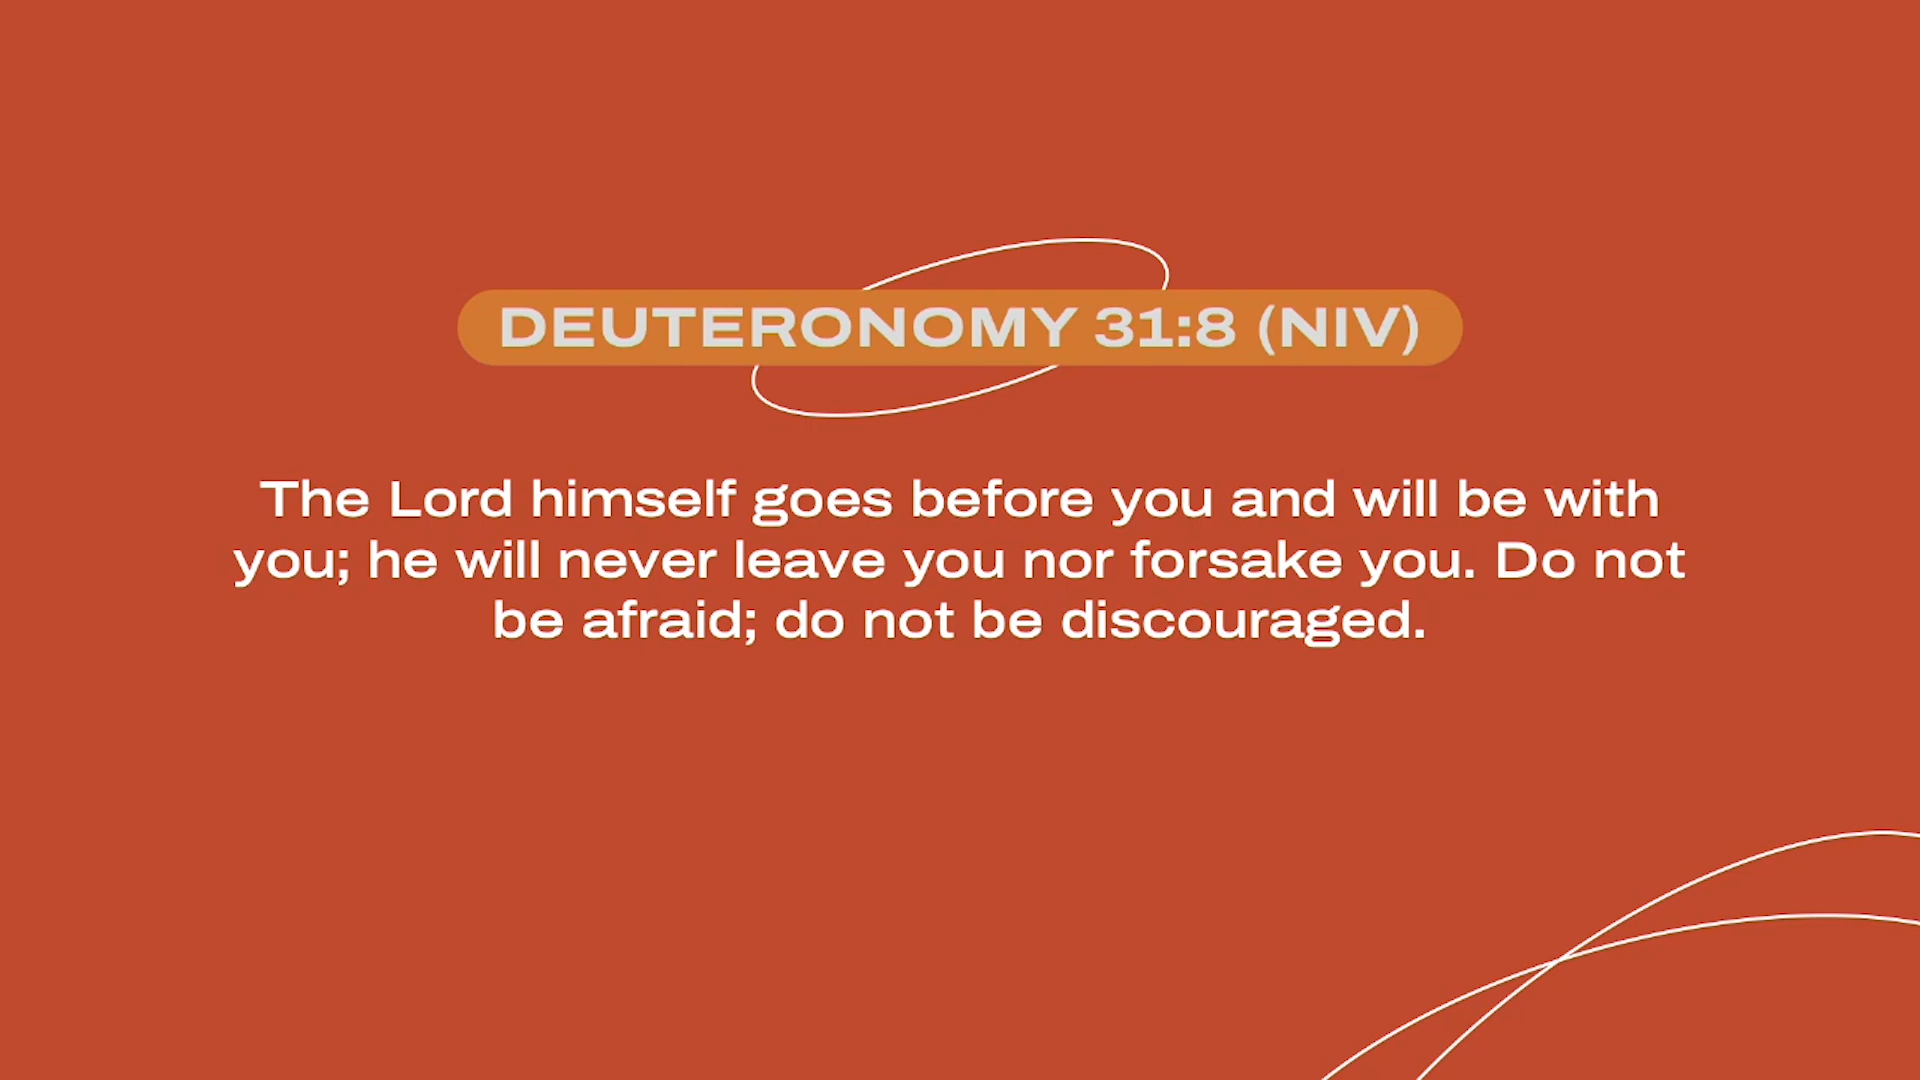 DEUTERONOMY 31:8 (NIV)
The Lord himself goes before you and will be with
you; he will never leave you nor forsake you. Do not
be afraid; do not be discouraged.